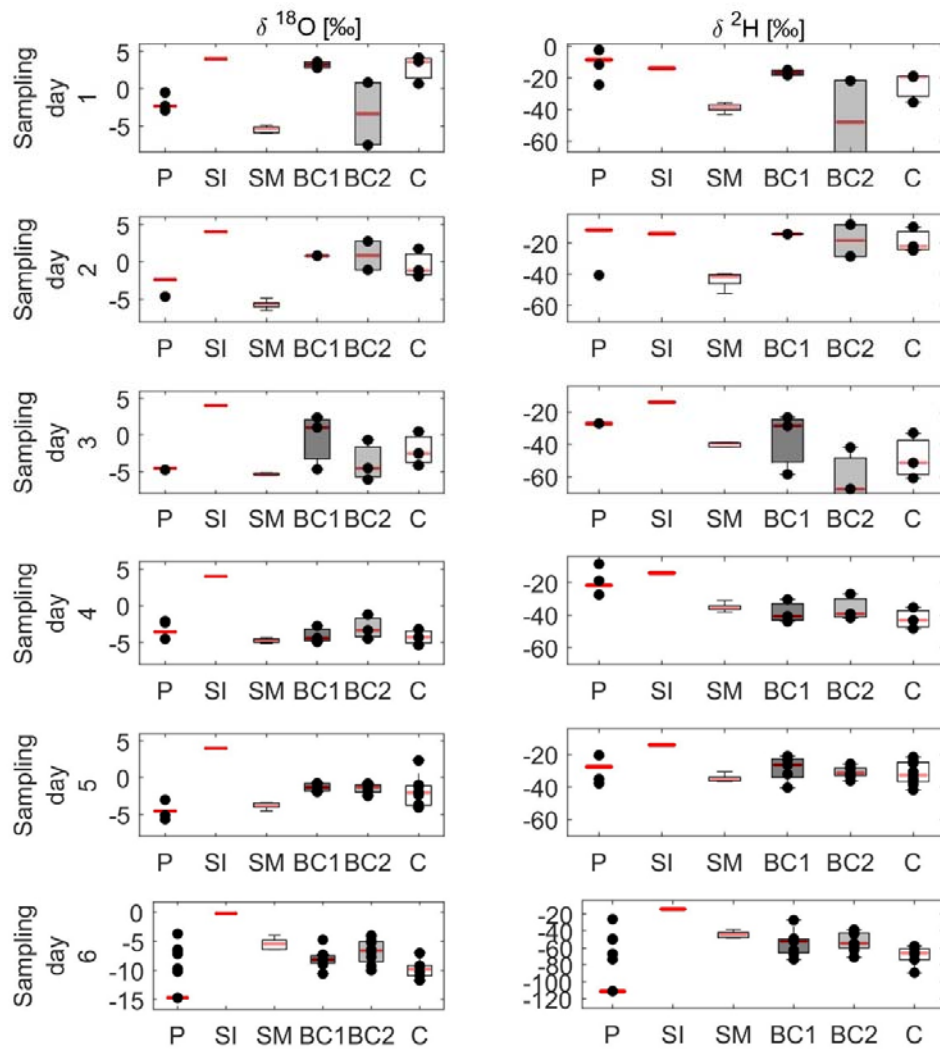 δ ¹⁸O [‰] δ ²H [‰]
Sampling day 1
5
0
-5
P SI SM BC1 BC2 C
0
-20
-40
-60
P SI SM BC1 BC2 C
Sampling day 2
5
0
-5
P SI SM BC1 BC2 C
-20
-40
-60
P SI SM BC1 BC2 C
Sampling day 3
5
0
-5
P SI SM BC1 BC2 C
-20
-40
-60
P SI SM BC1 BC2 C
Sampling day 4
5
0
-5
P SI SM BC1 BC2 C
-20
-40
-60
P SI SM BC1 BC2 C
Sampling day 5
5
0
-5
P SI SM BC1 BC2 C
-20
-40
-60
P SI SM BC1 BC2 C
Sampling day 6
0
-5
-10
-15
P SI SM BC1 BC2 C
-20
-40
-60
-80
-100
-120
P SI SM BC1 BC2 C